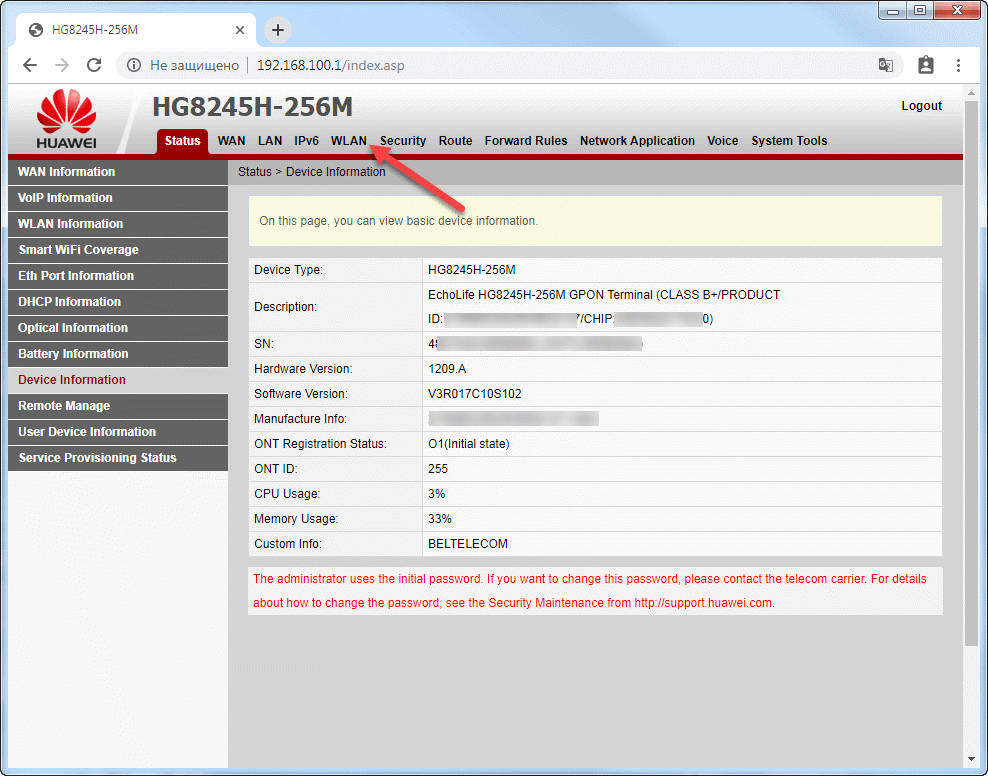 HG8245H-256M
Не защищено 192.168.100.1/index.asp
HUAWEI
HG8245H-256M
Logout
Status WAN LAN IPv6 WLAN Security Route Forward Rules Network Application Voice System Tools
WAN Information
VoIP Information
WLAN Information
Smart WiFi Coverage
Eth Port Information
DHCP Information
Optical Information
Battery Information
Device Information
Remote Manage
User Device Information
Service Provisioning Status
Status > Device Information
On this page, you can view basic device information.
Device Type: HG8245H-256M
Description: EchoLife HG8245H-256M GPON Terminal (CLASS B+/PRODUCT
ID: 7/CHIP: 0)
SN: 48
Hardware Version: 1209.A
Software Version: V3R017C10S102
Manufacture Info:
ONT Registration Status: O1(Initial state)
ONT ID: 255
CPU Usage: 3%
Memory Usage: 33%
Custom Info: BELTELECOM
The administrator uses the initial password. If you want to change this password, please contact the telecom carrier. For details
about how to change the password, see the Security Maintenance from http://support.huawei.com.